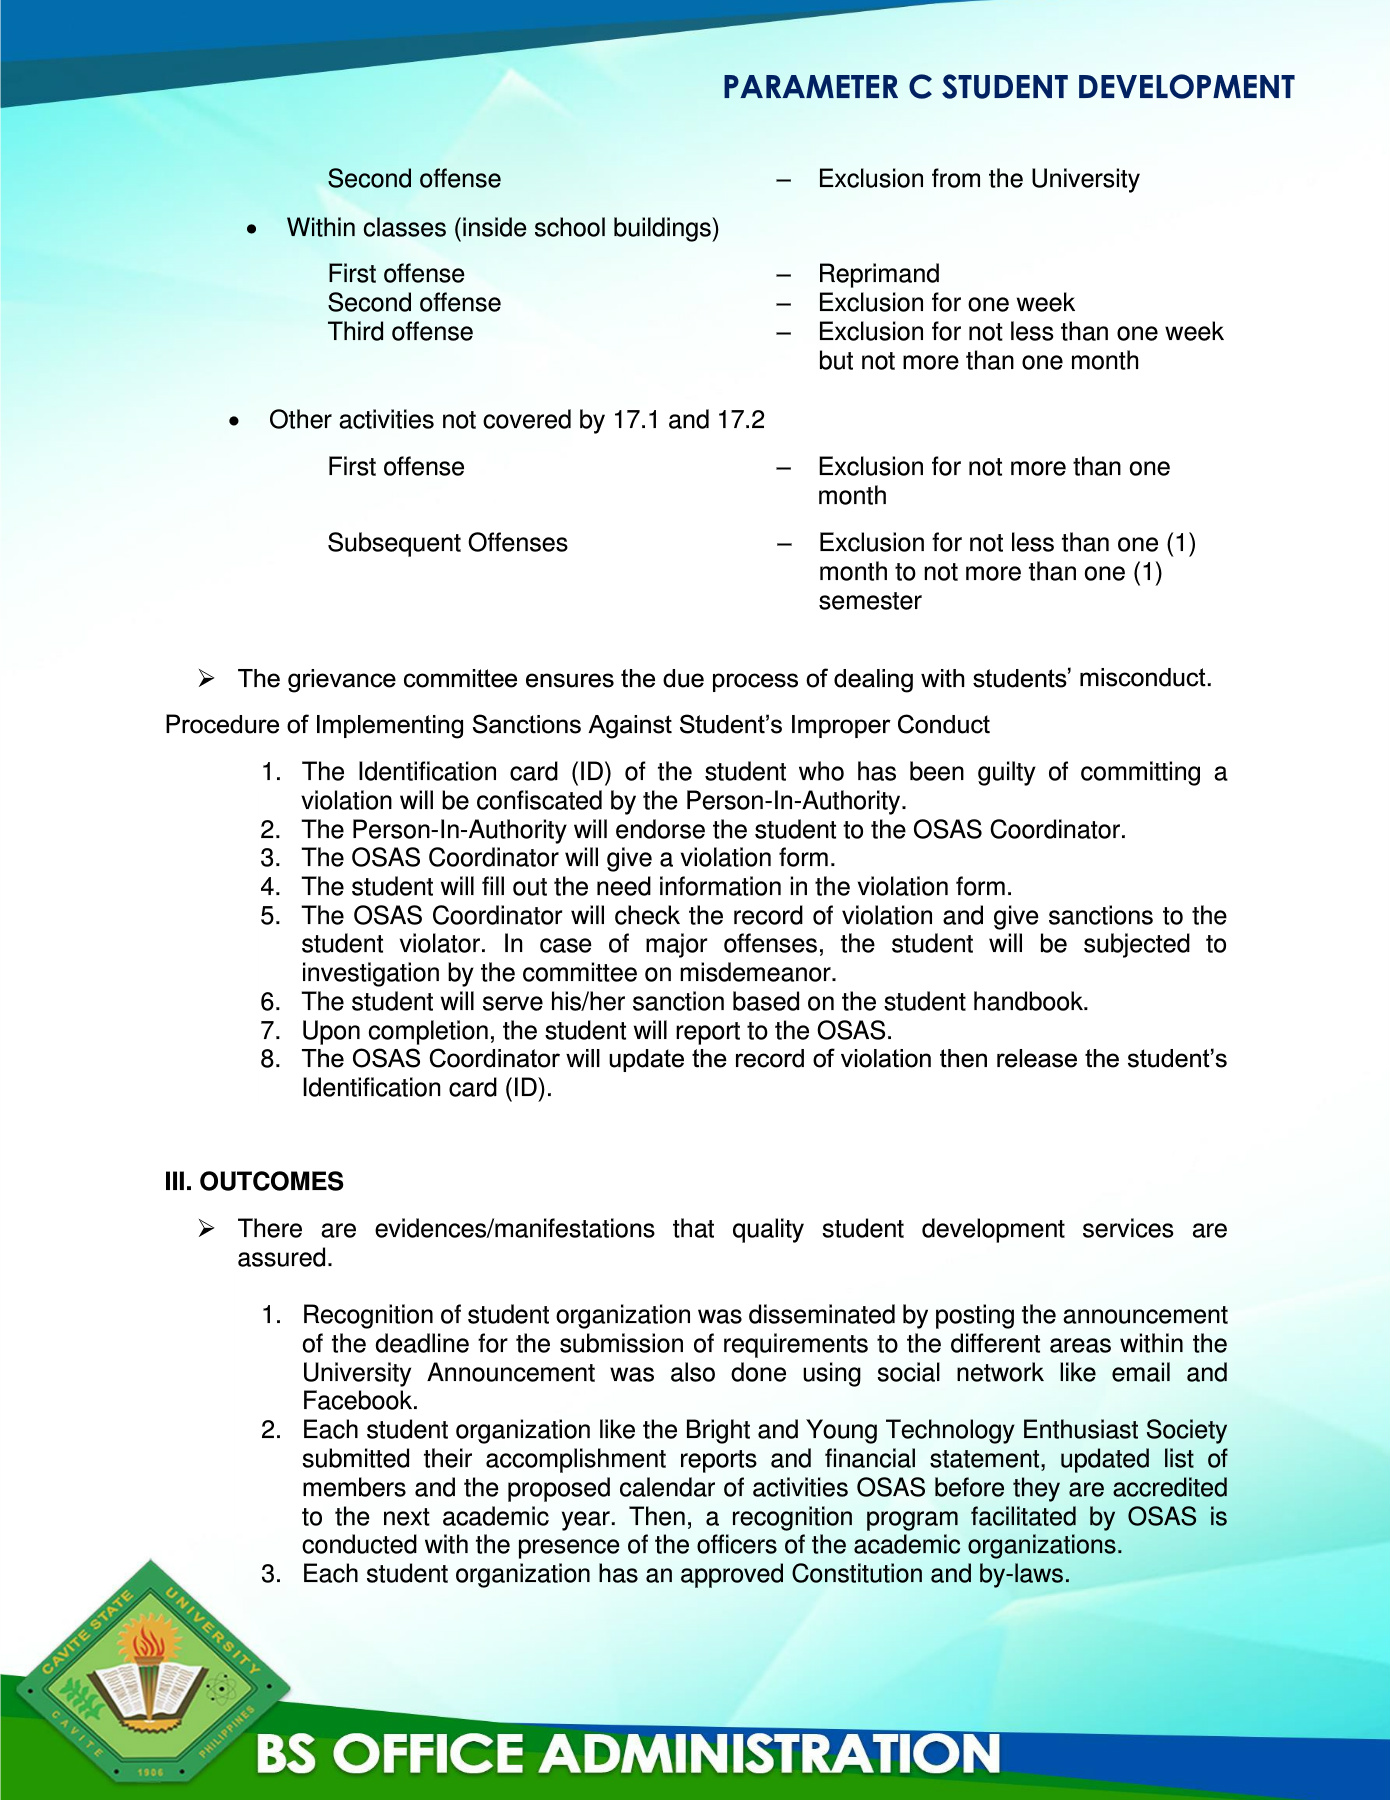 PARAMETER C STUDENT DEVELOPMENT
Second offense – Exclusion from the University
• Within classes (inside school buildings)
First offense – Reprimand
Second offense – Exclusion for one week
Third offense – Exclusion for not less than one week
but not more than one month
• Other activities not covered by 17.1 and 17.2
First offense – Exclusion for not more than one
month
Subsequent Offenses – Exclusion for not less than one (1)
month to not more than one (1)
semester
➢ The grievance committee ensures the due process of dealing with students’ misconduct.
Procedure of Implementing Sanctions Against Student’s Improper Conduct
1. The Identification card (ID) of the student who has been guilty of committing a
violation will be confiscated by the Person-In-Authority.
2. The Person-In-Authority will endorse the student to the OSAS Coordinator.
3. The OSAS Coordinator will give a violation form.
4. The student will fill out the need information in the violation form.
5. The OSAS Coordinator will check the record of violation and give sanctions to the
student violator. In case of major offenses, the student will be subjected to
investigation by the committee on misdemeanor.
6. The student will serve his/her sanction based on the student handbook.
7. Upon completion, the student will report to the OSAS.
8. The OSAS Coordinator will update the record of violation then release the student’s
Identification card (ID).
III. OUTCOMES
➢ There are evidences/manifestations that quality student development services are
assured.
1. Recognition of student organization was disseminated by posting the announcement
of the deadline for the submission of requirements to the different areas within the
University Announcement was also done using social network like email and
Facebook.
2. Each student organization like the Bright and Young Technology Enthusiast Society
submitted their accomplishment reports and financial statement, updated list of
members and the proposed calendar of activities OSAS before they are accredited
to the next academic year. Then, a recognition program facilitated by OSAS is
conducted with the presence of the officers of the academic organizations.
3. Each student organization has an approved Constitution and by-laws.
CAVITE STATE UNIVERSITY
CAVITE
PHILIPPINES
1906
BS OFFICE ADMINISTRATION